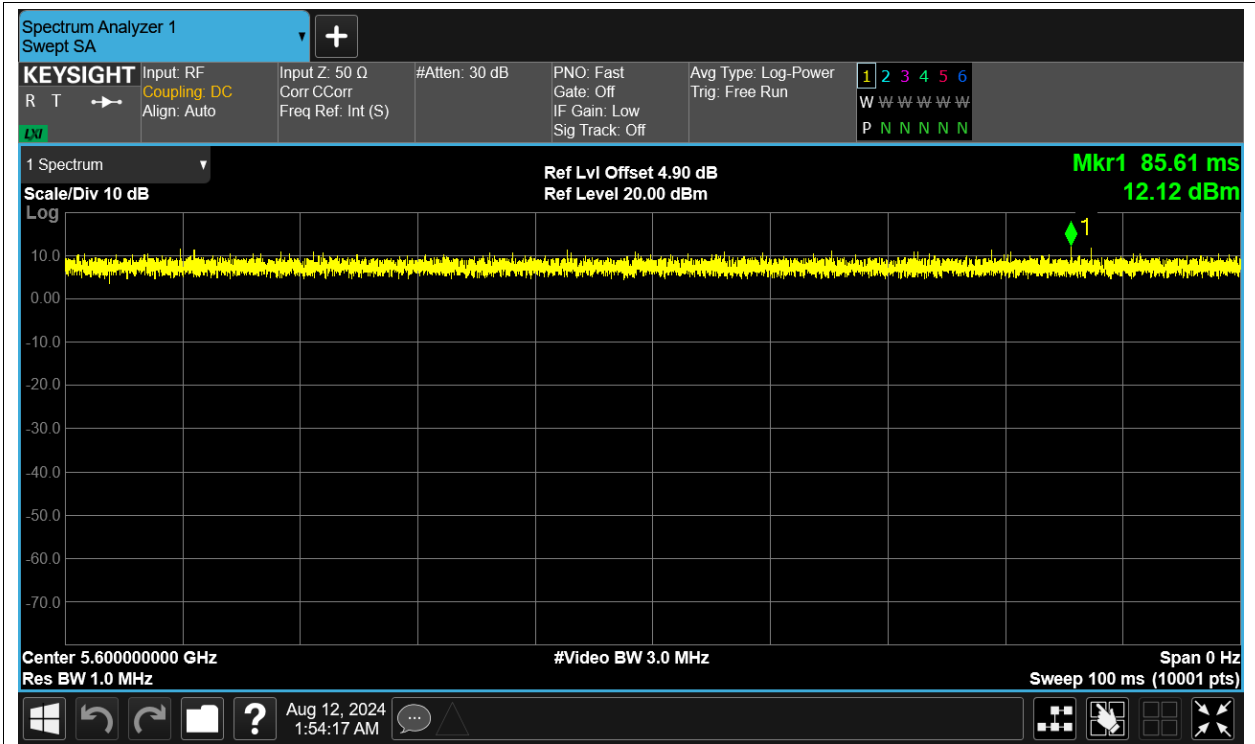 Spectrum Analyzer 1
Swept SA
+
KEYSIGHT
R T
LXI
Input: RF
Coupling: DC
Align: Auto
Input Z: 50 Ω
Corr CCorr
Freq Ref: Int (S)
#Atten: 30 dB
PNO: Fast
Gate: Off
IF Gain: Low
Sig Track: Off
Avg Type: Log-Power
Trig: Free Run
1 2 3 4 5 6
W W W W W W
P N N N N N
1 Spectrum
Scale/Div 10 dB
Ref Lvl Offset 4.90 dB
Ref Level 20.00 dBm
Mkr1 85.61 ms
12.12 dBm
Log
1
10.0
0.00
-10.0
-20.0
-30.0
-40.0
-50.0
-60.0
-70.0
Center 5.600000000 GHz
#Video BW 3.0 MHz
Span 0 Hz
Res BW 1.0 MHz
Sweep 100 ms (10001 pts)
?
Aug 12, 2024
1:54:17 AM